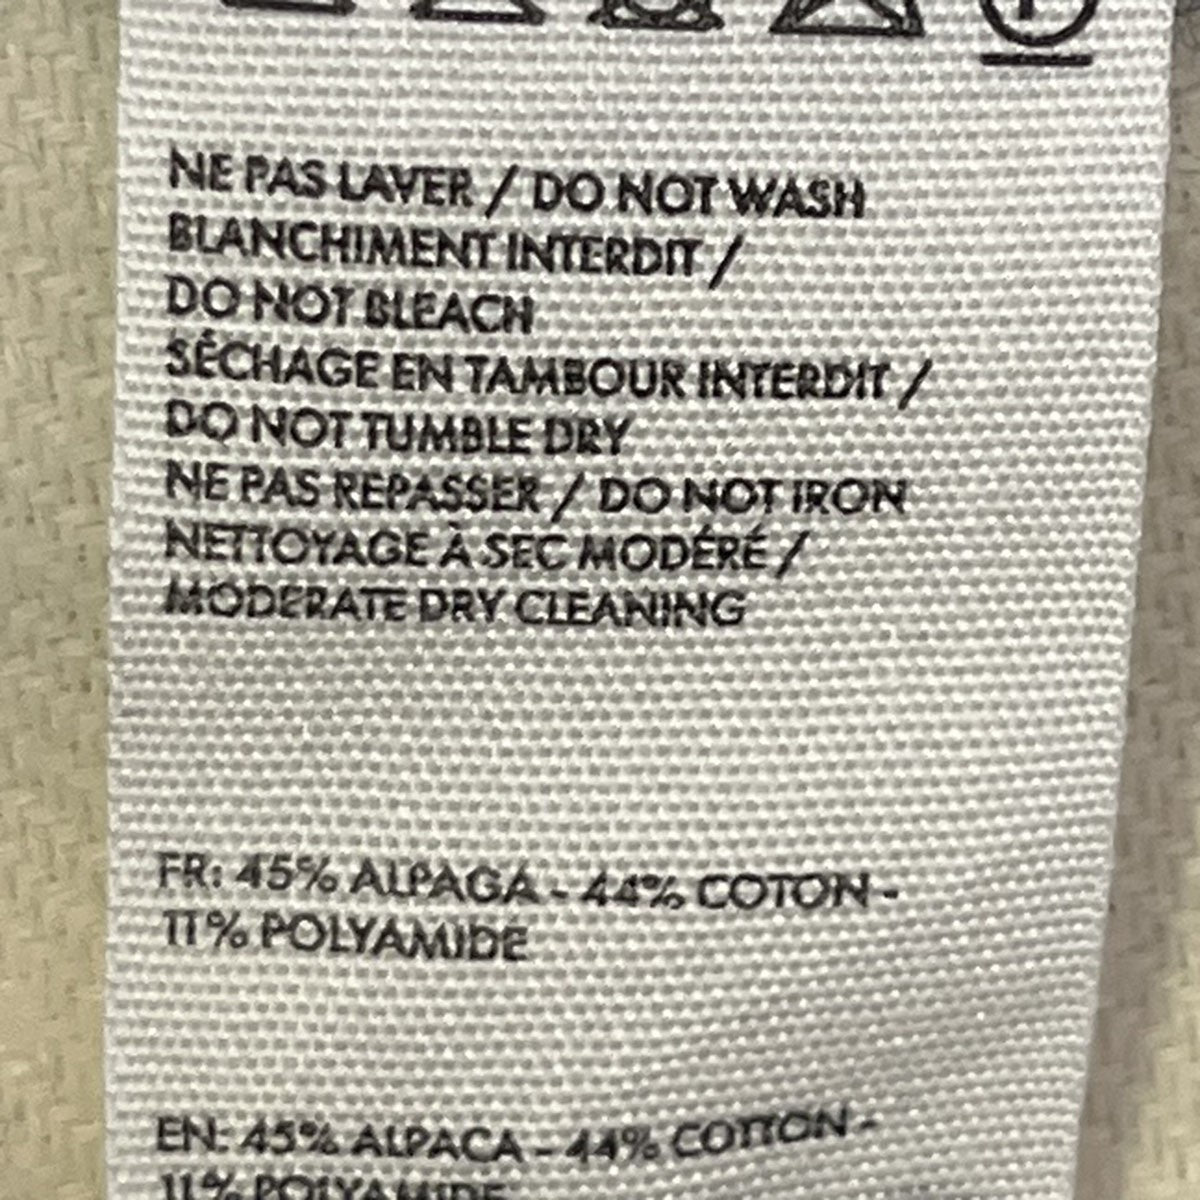 NE PAS LAVER / DO NOT WASH
BLANCHIMENT INTERDIT /
DO NOT BLEACH
SÉCHAGE EN TAMBOUR INTERDIT /
DO NOT TUMBLE DRY
NE PAS REPASSER / DO NOT IRON
NETTOYAGE À SEC MODÉRÉ /
MODERATE DRY CLEANING
FR: 45% ALPAGA - 44% COTON -
11% POLYAMIDE
EN: 45% ALPACA - 44% COTTON -
11% POLYAMIDE